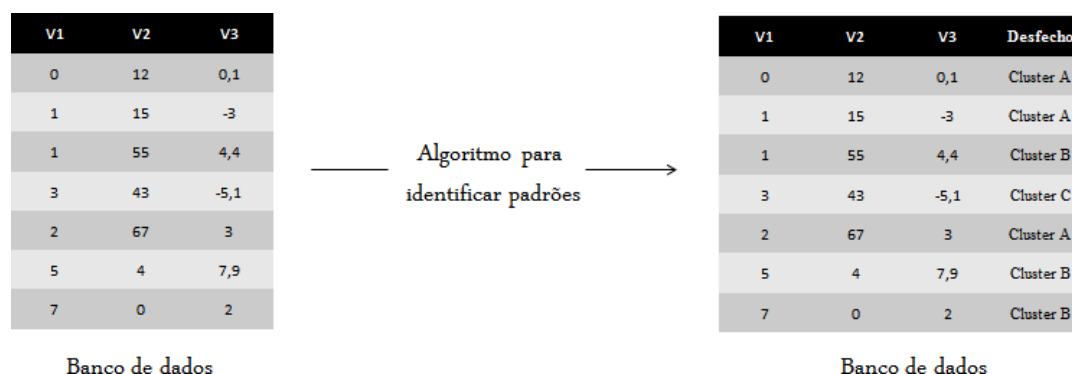 V1 V2 V3
0 12 0,1
1 15 -3
1 55 4,4
3 43 -5,1
2 67 3
5 4 7,9
7 0 2
Banco de dados
Algoritmo para
identificar padrões
V1 V2 V3 Desfecho
0 12 0,1 Cluster A
1 15 -3 Cluster A
1 55 4,4 Cluster B
3 43 -5,1 Cluster C
2 67 3 Cluster A
5 4 7,9 Cluster B
7 0 2 Cluster B
Banco de dados